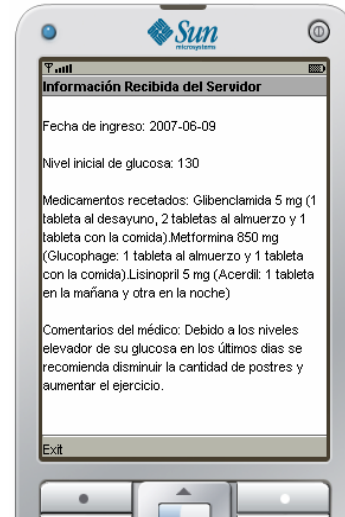 Sun
microsystems
Información Recibida del Servidor
Fecha de ingreso: 2007-06-09
Nivel inicial de glucosa: 130
Medicamentos recetados: Glibenclamida 5 mg (1
tableta al desayuno, 2 tabletas al almuerzo y 1
tableta con la comida).Metformina 850 mg
(Glucophage: 1 tableta al almuerzo y 1 tableta
con la comida).Lisinopril 5 mg (Acerdil: 1 tableta
en la mañana y otra en la noche)
Comentarios del médico: Debido a los niveles
elevador de su glucosa en los últimos dias se
recomienda disminuir la cantidad de postres y
aumentar el ejercicio.
Exit